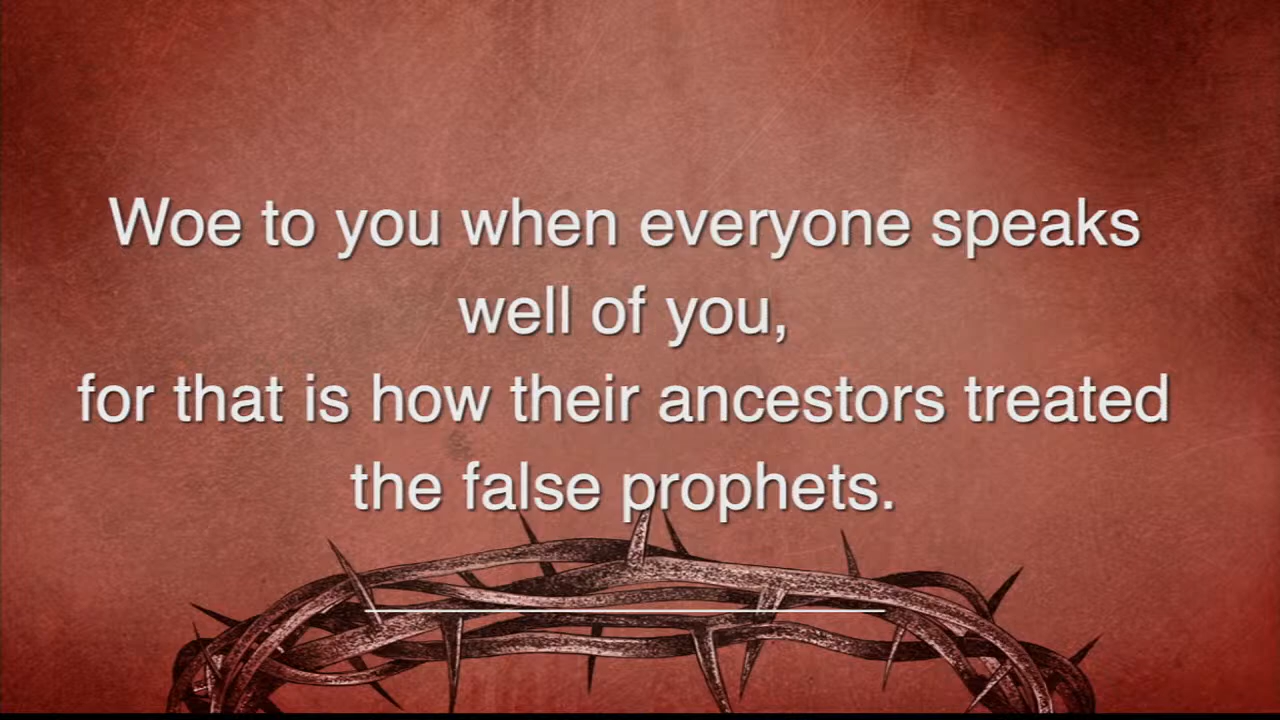 Woe to you when everyone speaks
well of you,
for that is how their ancestors treated
the false prophets.